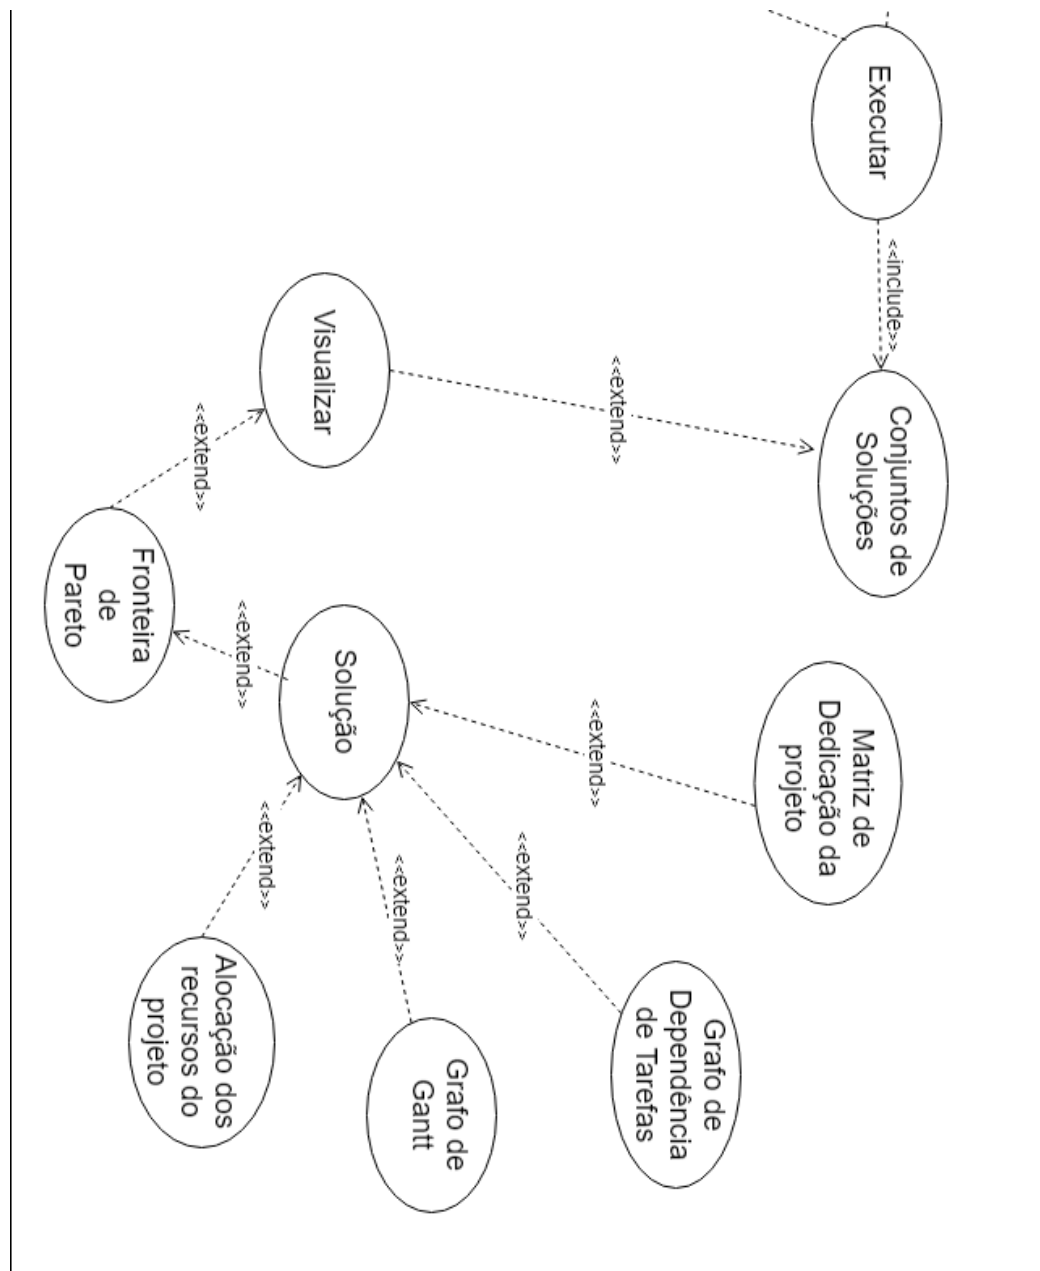 Executar
<<include>>
Conjuntos de
Soluções
<<extend>>
Visualizar
<<extend>>
Fronteira
de
Pareto
<<extend>>
Solução
<<extend>>
Matriz de
Dedicação da
projeto
<<extend>>
Grafo de
Dependência
de Tarefas
<<extend>>
Grafo de
Gantt
<<extend>>
Alocação dos
recursos do
projeto